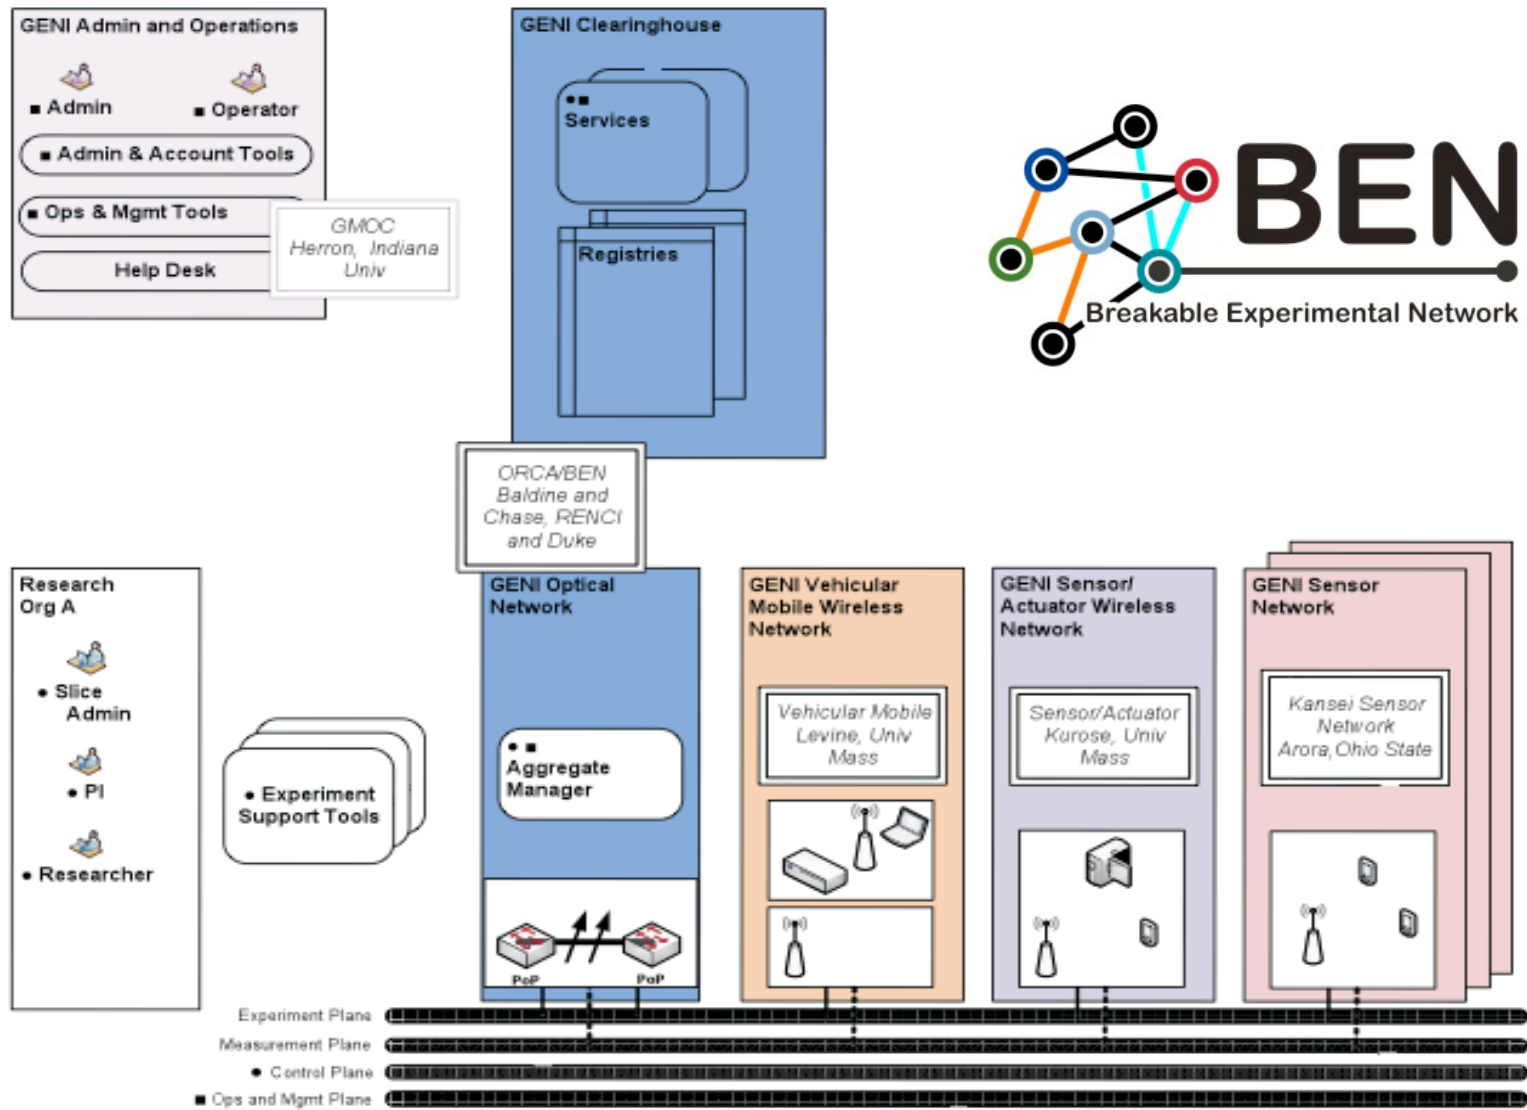 GENI Admin and Operations
■ Admin
■ Operator
■ Admin & Account Tools
■ Ops & Mgmt Tools
Help Desk
GMOC
Herron, Indiana
Univ
GENI Clearinghouse
● ■
Services
Registries
BEN
Breakable Experimental Network
ORCA/BEN
Baldine and
Chase, RENCI
and Duke
Research
Org A
● Slice
Admin
● PI
● Researcher
● Experiment
Support Tools
GENI Optical
Network
● ■
Aggregate
Manager
PoP
PoP
GENI Vehicular
Mobile Wireless
Network
Vehicular Mobile
Levine, Univ
Mass
GENI Sensor/
Actuator Wireless
Network
Sensor/Actuator
Kurose, Univ
Mass
GENI Sensor
Network
Kansei Sensor
Network
Arora,Ohio State
Experiment Plane
Measurement Plane
● Control Plane
■ Ops and Mgmt Plane